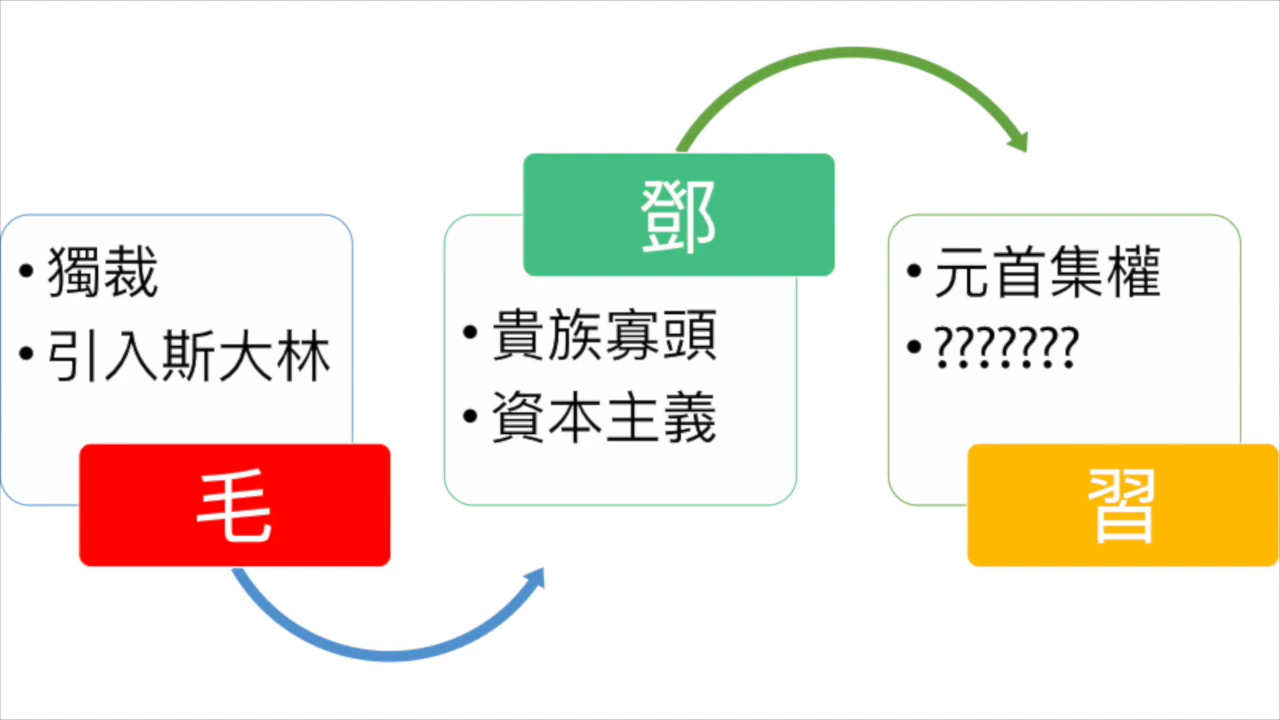 • 獨裁
• 引入斯大林
毛
鄧
• 貴族寡頭
• 資本主義
• 元首集權
• ???????
習